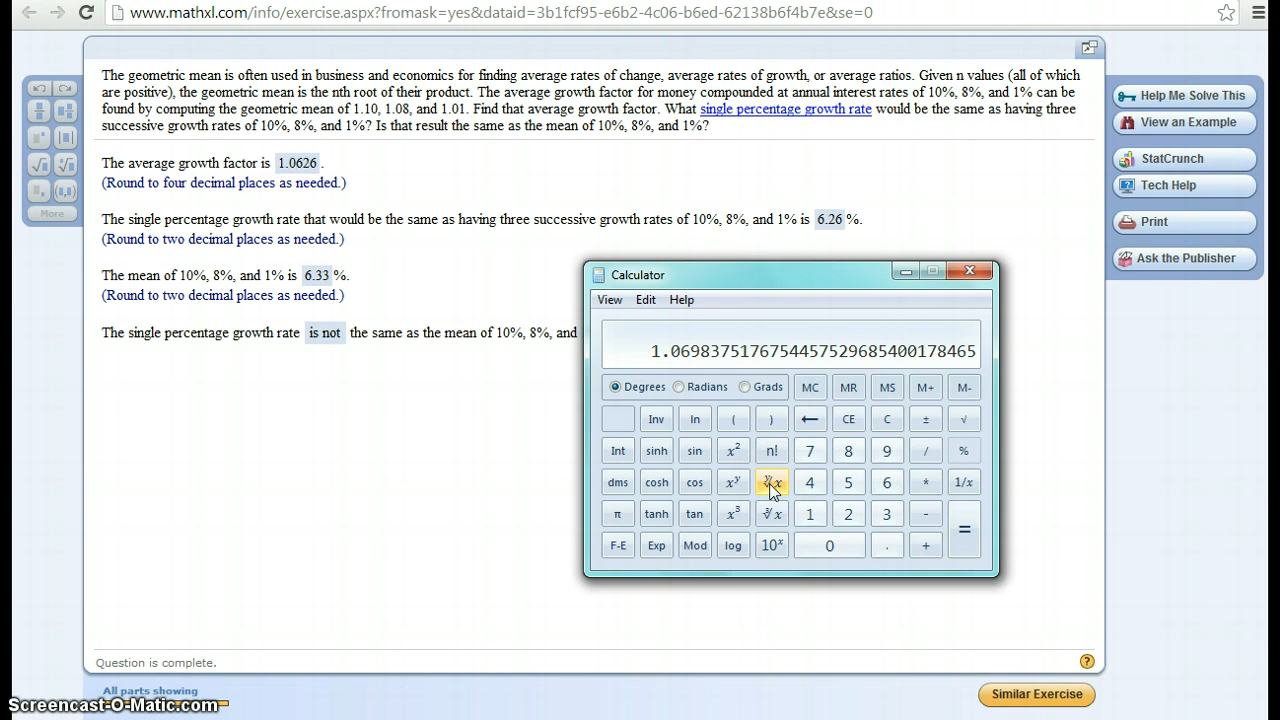 www.mathxl.com/info/exercise.aspx?fromask=yes&dataid=3b1fcf95-e6b2-4c06-b6ed-62138b6f4b7e&se=0
The geometric mean is often used in business and economics for finding average rates of change, average rates of growth, or average ratios. Given n values (all of which
are positive), the geometric mean is the nth root of their product. The average growth factor for money compounded at annual interest rates of 10%, 8%, and 1% can be
found by computing the geometric mean of 1.10, 1.08, and 1.01. Find that average growth factor. What single percentage growth rate would be the same as having three
successive growth rates of 10%, 8%, and 1%? Is that result the same as the mean of 10%, 8%, and 1%?
The average growth factor is 1.0626.
(Round to four decimal places as needed.)
The single percentage growth rate that would be the same as having three successive growth rates of 10%, 8%, and 1% is 6.26 %.
(Round to two decimal places as needed.)
The mean of 10%, 8%, and 1% is 6.33 %.
(Round to two decimal places as needed.)
The single percentage growth rate is not the same as the mean of 10%, 8%, and
More
Help Me Solve This
View an Example
StatCrunch
Tech Help
Print
Ask the Publisher
Calculator
View Edit Help
1.0698375176754457529685400178465
Degrees Radians Grads MC MR MS M+ M-
Inv ln ( ) ← CE C ± √
Int sinh sin x² n! 7 8 9 / %
dms cosh cos xʸ ʸ√x 4 5 6 * 1/x
π tanh tan x³ ³√x 1 2 3 - =
F-E Exp Mod log 10ˣ 0 . +
Question is complete.
?
All parts showing
Similar Exercise
Screencast-O-Matic.com